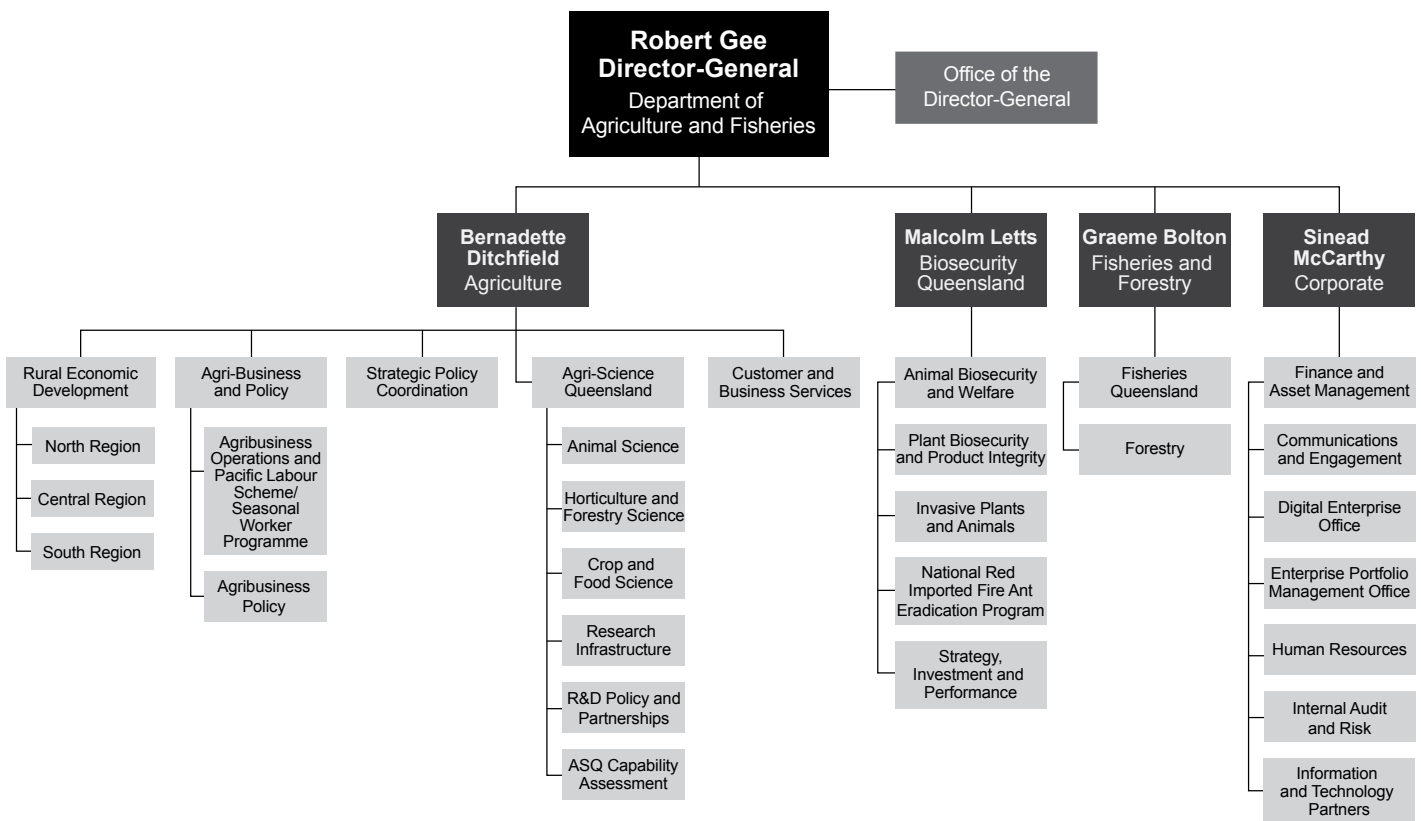 Robert Gee
Director-General
Department of
Agriculture and Fisheries
Office of the
Director-General
Bernadette
Ditchfield
Agriculture
Malcolm Letts
Biosecurity
Queensland
Graeme Bolton
Fisheries and
Forestry
Sinead
McCarthy
Corporate
Rural Economic
Development
North Region
Central Region
South Region
Agri-Business
and Policy
Agribusiness
Operations and
Pacific Labour
Scheme/
Seasonal
Worker
Programme
Agribusiness
Policy
Strategic Policy
Coordination
Agri-Science
Queensland
Animal Science
Horticulture and
Forestry Science
Crop and
Food Science
Research
Infrastructure
R&D Policy and
Partnerships
ASQ Capability
Assessment
Customer and
Business Services
Animal Biosecurity
and Welfare
Plant Biosecurity
and Product Integrity
Invasive Plants
and Animals
National Red
Imported Fire Ant
Eradication Program
Strategy,
Investment and
Performance
Fisheries
Queensland
Forestry
Finance and
Asset Management
Communications
and Engagement
Digital Enterprise
Office
Enterprise Portfolio
Management Office
Human Resources
Internal Audit
and Risk
Information
and Technology
Partners